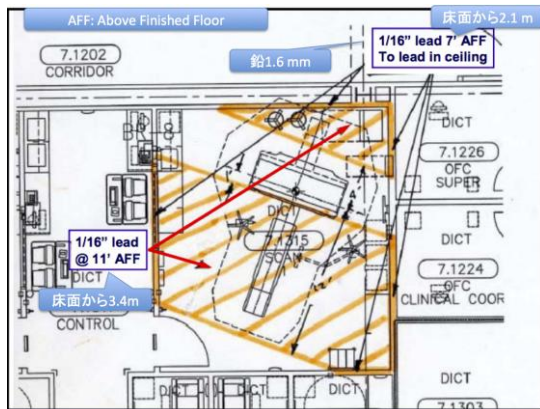 AFF: Above Finished Floor
床面から2.1 m
1/16” lead 7’ AFF
To lead in ceiling
鉛1.6 mm
7.1202
CORRIDOR
DICT
7.1226
OFC
SUPER
DICT
DICT
7.1315
SCAN
1/16” lead
@ 11’ AFF
DICT
床面から3.4m
CONTROL
DICT
7.1224
OFC
CLINICAL COOR
DICT
DICT
DICT
DICT
7.1303